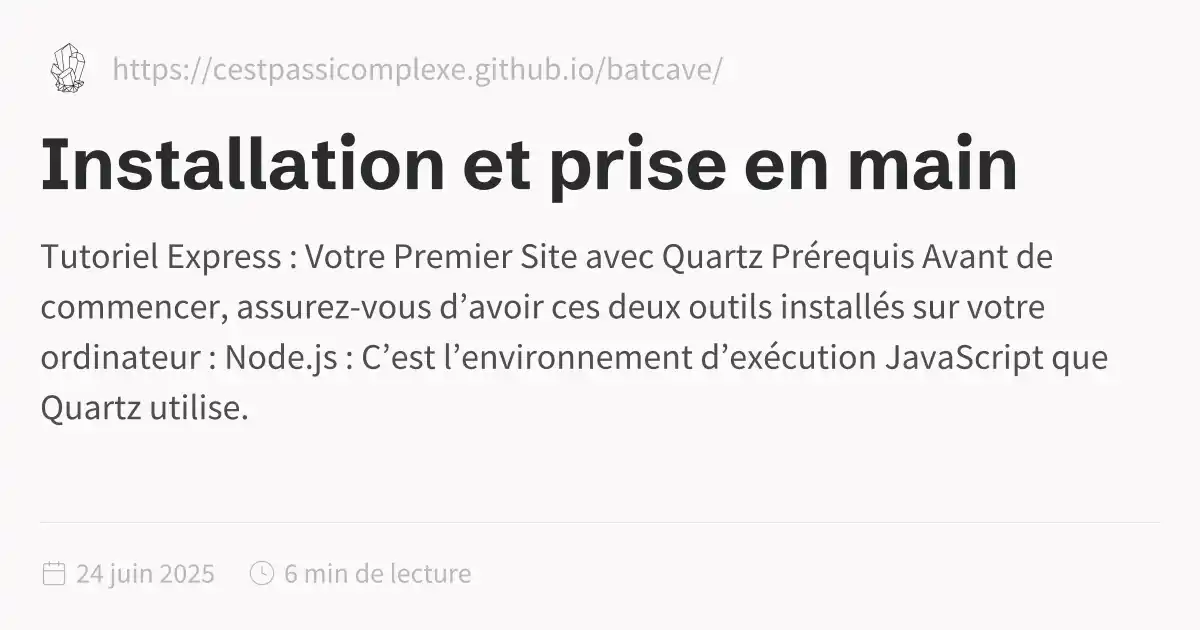 https://cestpassicomplexe.github.io/batcave/
Installation et prise en main
Tutoriel Express : Votre Premier Site avec Quartz Prérequis Avant de
commencer, assurez-vous d’avoir ces deux outils installés sur votre
ordinateur : Node.js : C’est l’environnement d’exécution JavaScript que
Quartz utilise.
24 juin 2025 6 min de lecture